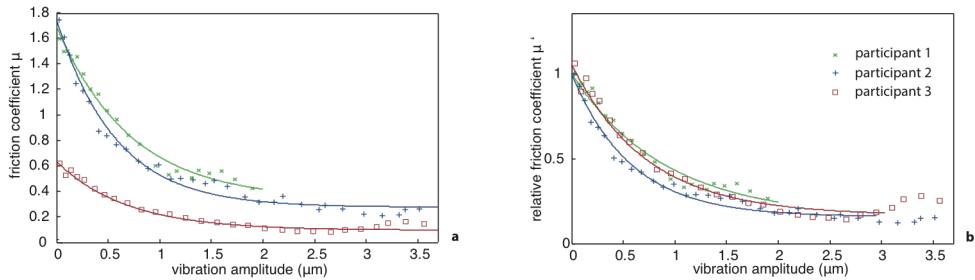 1.8
1.6
1.4
1.2
1
0.8
0.6
0.4
0.2
0
friction coefficient μ
0 0.5 1 1.5 2 2.5 3 3.5
vibration amplitude (μm)
a
1
0.5
0
relative friction coefficient μ '
0 0.5 1 1.5 2 2.5 3 3.5
vibration amplitude (μm)
participant 1
participant 2
participant 3
b